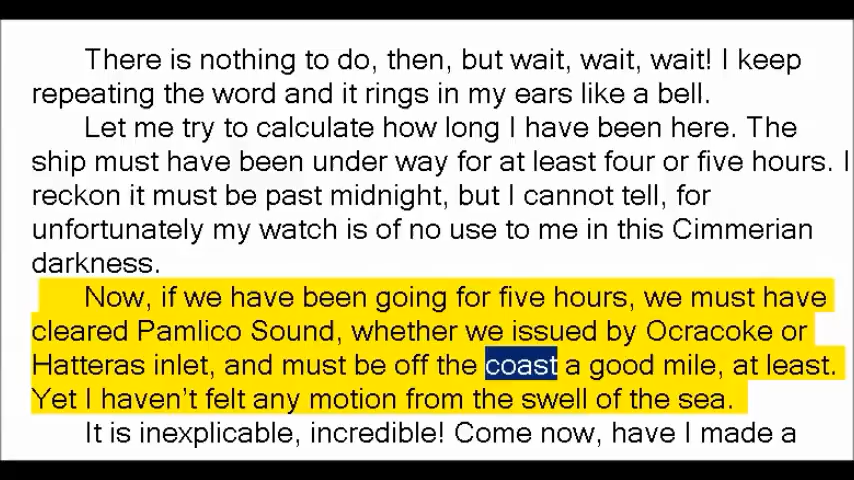 There is nothing to do, then, but wait, wait, wait! I keep
repeating the word and it rings in my ears like a bell.
Let me try to calculate how long I have been here. The
ship must have been under way for at least four or five hours. I
reckon it must be past midnight, but I cannot tell, for
unfortunately my watch is of no use to me in this Cimmerian
darkness.
Now, if we have been going for five hours, we must have
cleared Pamlico Sound, whether we issued by Ocracoke or
Hatteras inlet, and must be off the coast a good mile, at least.
Yet I haven't felt any motion from the swell of the sea.
It is inexplicable, incredible! Come now, have I made a